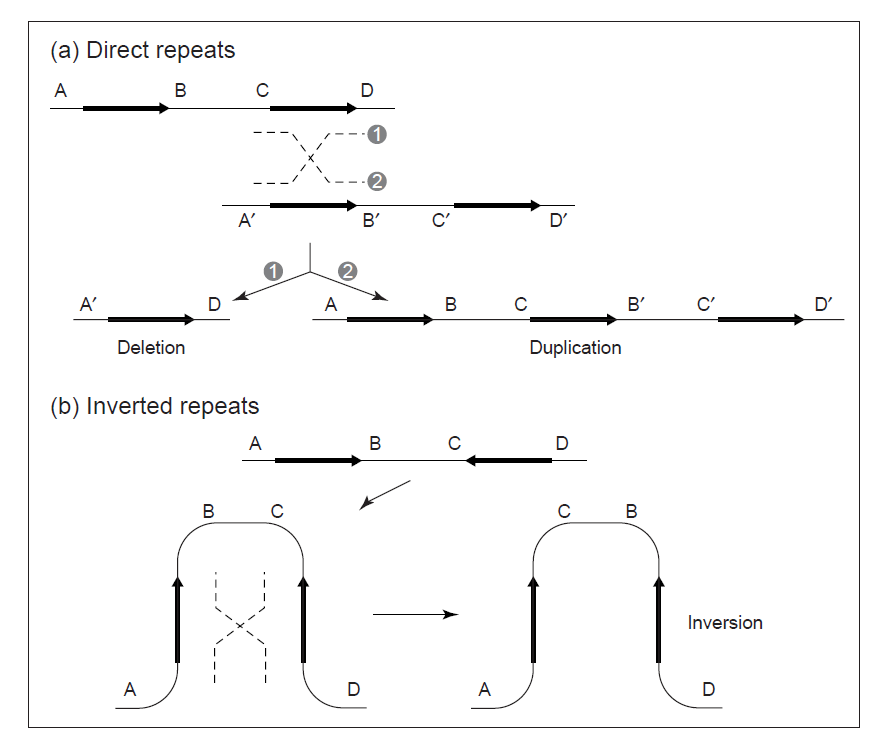 (a) Direct repeats
A B C D
1
2
A′ B′ C′ D′
1 2
A′ D A B C B′ C′ D′
Deletion Duplication
(b) Inverted repeats
A B C D
B C C B
Inversion
A D A D